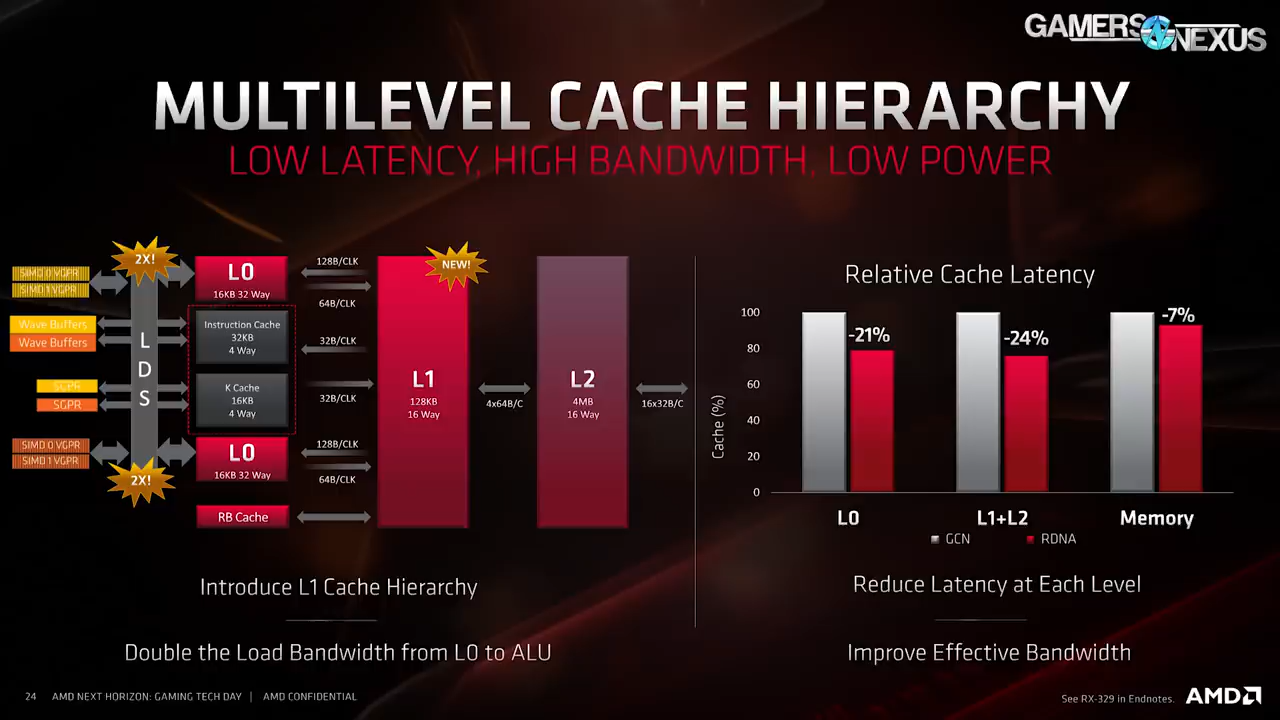 GAMERS NEXUS
MULTILEVEL CACHE HIERARCHY
LOW LATENCY, HIGH BANDWIDTH, LOW POWER
SIMD 0 VGPR
SIMD 1 VGPR
Wave Buffers
Wave Buffers
SGPR
SGPR
SIMD 0 VGPR
SIMD 1 VGPR
2X!
LDS
2X!
L0
16KB 32 Way
Instruction Cache
32KB
4 Way
K Cache
16KB
4 Way
L0
16KB 32 Way
RB Cache
128B/CLK
64B/CLK
32B/CLK
32B/CLK
128B/CLK
64B/CLK
NEW!
L1
128KB
16 Way
4x64B/C
L2
4MB
16 Way
16x32B/C
Introduce L1 Cache Hierarchy
Double the Load Bandwidth from L0 to ALU
Relative Cache Latency
Cache (%)
100
80
60
40
20
0
-21%
-24%
-7%
L0
L1+L2
Memory
GCN
RDNA
Reduce Latency at Each Level
Improve Effective Bandwidth
24 AMD NEXT HORIZON: GAMING TECH DAY | AMD CONFIDENTIAL
See RX-329 in Endnotes.
AMD